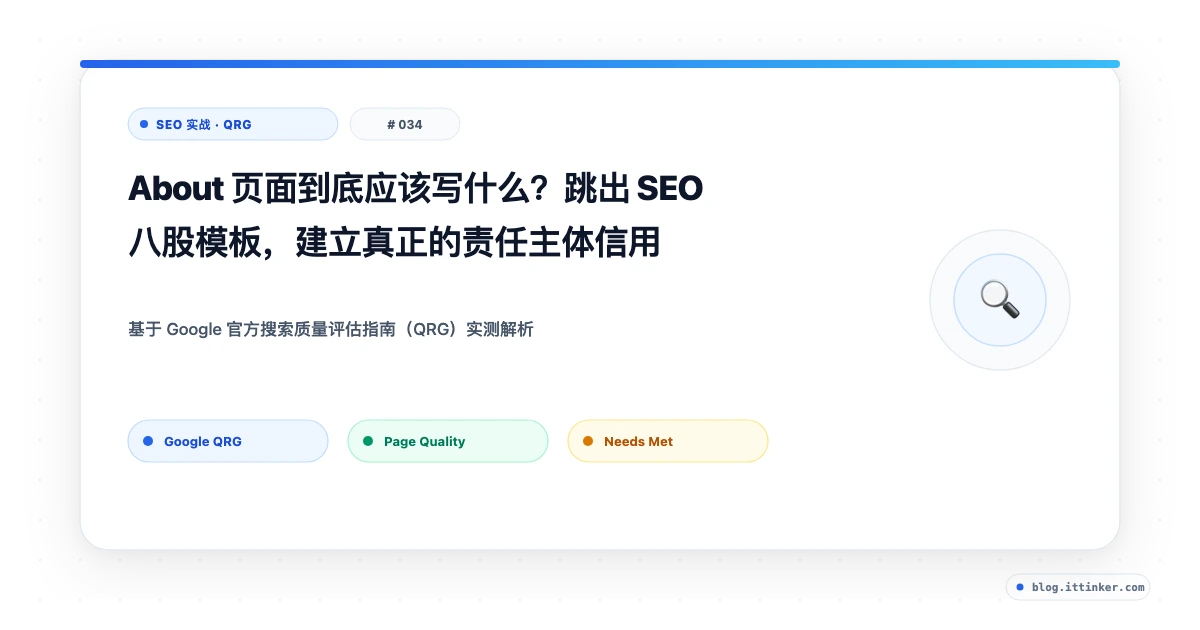 SEO 实战 · QRG
# 034
About 页面到底应该写什么？跳出 SEO
八股模板，建立真正的责任主体信用
基于 Google 官方搜索质量评估指南（QRG）实测解析
Google QRG
Page Quality
Needs Met
blog.ittinker.com